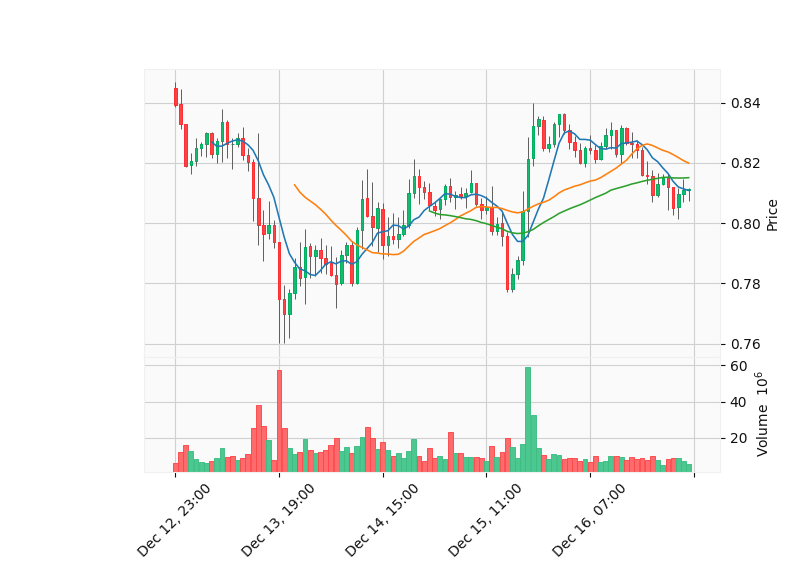 0.84
0.82
0.80
0.78
0.76
Price
60
40
20
Volume 10^6
Dec 12, 23:00
Dec 13, 19:00
Dec 14, 15:00
Dec 15, 11:00
Dec 16, 07:00